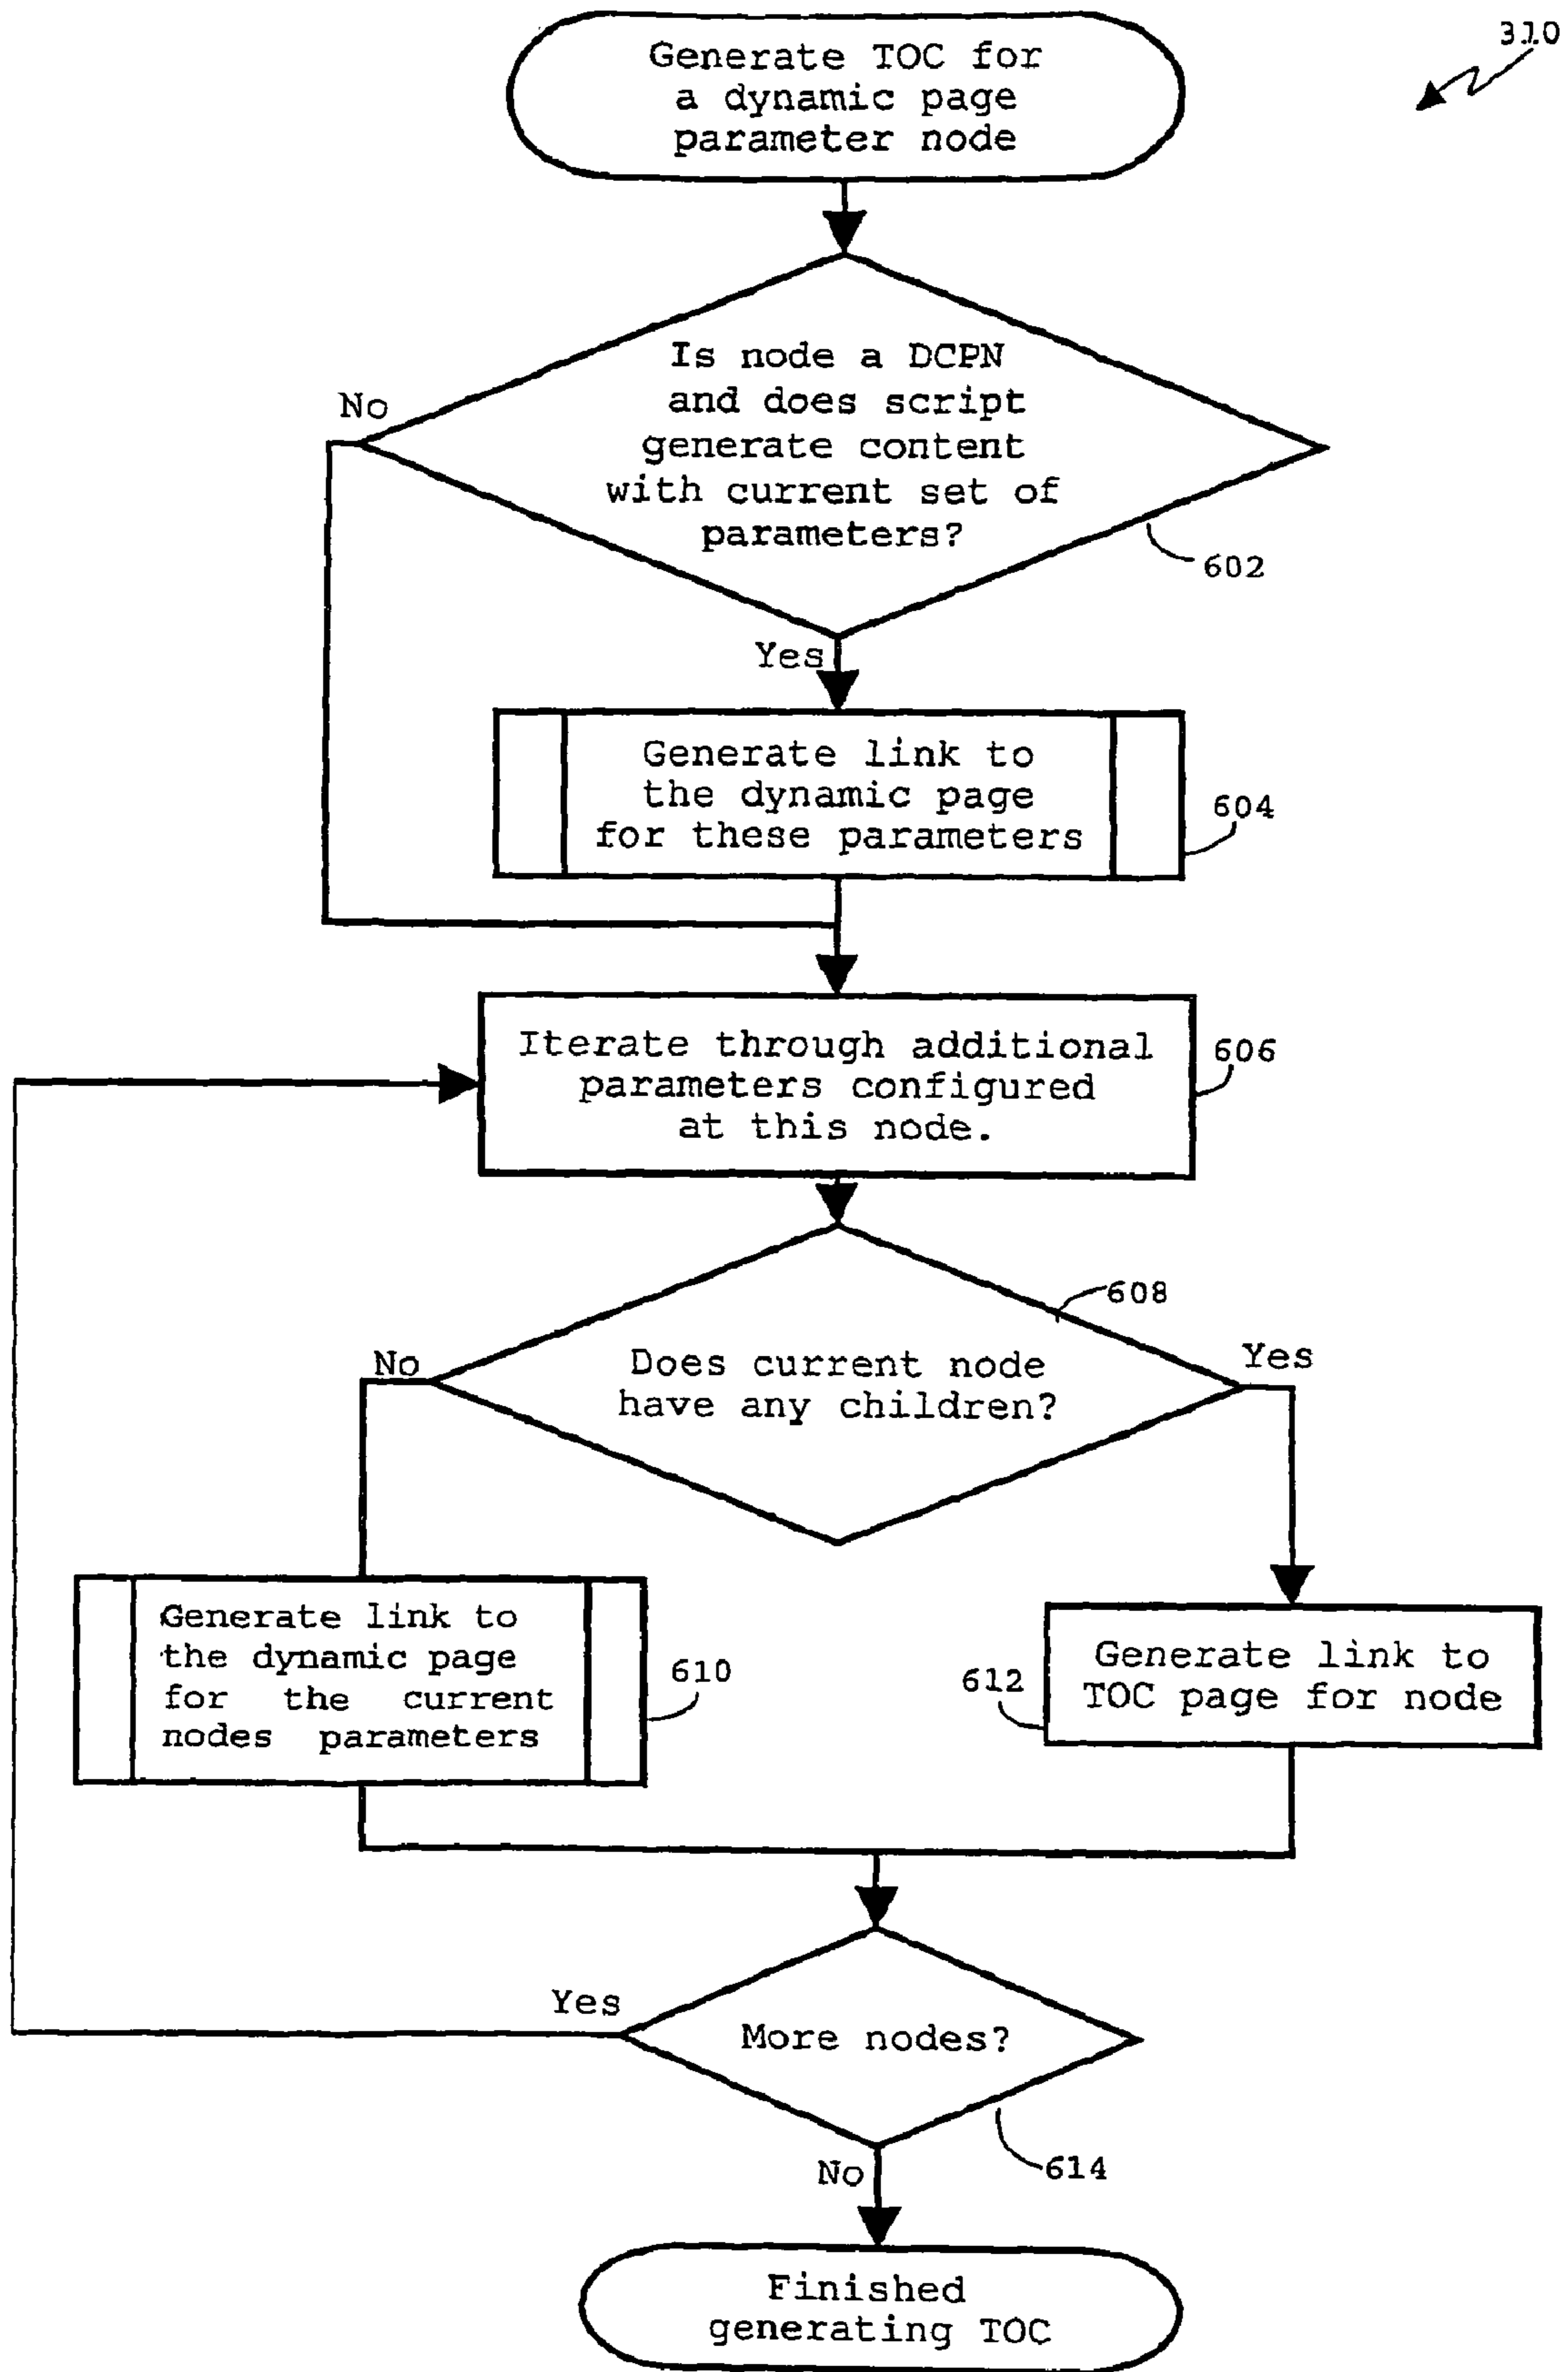 Generate TOC for
a dynamic page
parameter node
310
Is node a DCPN
and does script
generate content
with current set of
parameters?
No
602
Yes
Generate link to
the dynamic page
for these parameters
604
Iterate through additional
parameters configured
at this node.
606
608
Does current node
have any children?
No
Yes
Generate link to
the dynamic page
for the current
nodes parameters
610
612
Generate link to
TOC page for node
Yes
More nodes?
614
No
Finished
generating TOC